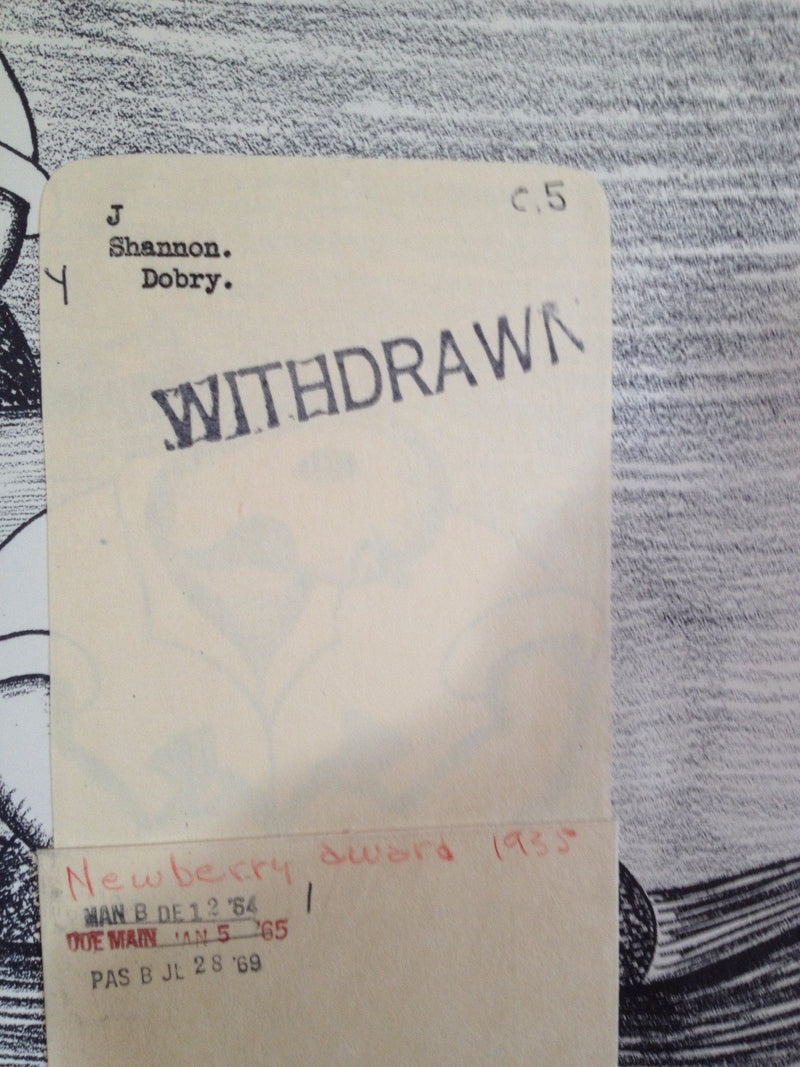 c.5
J
Shannon.
Y
Dobry.
WITHDRAWN
Newberry award 1935
MAN B DE 12 '64
DUE MAIN JAN 5 '65
PAS B JL 28 '69